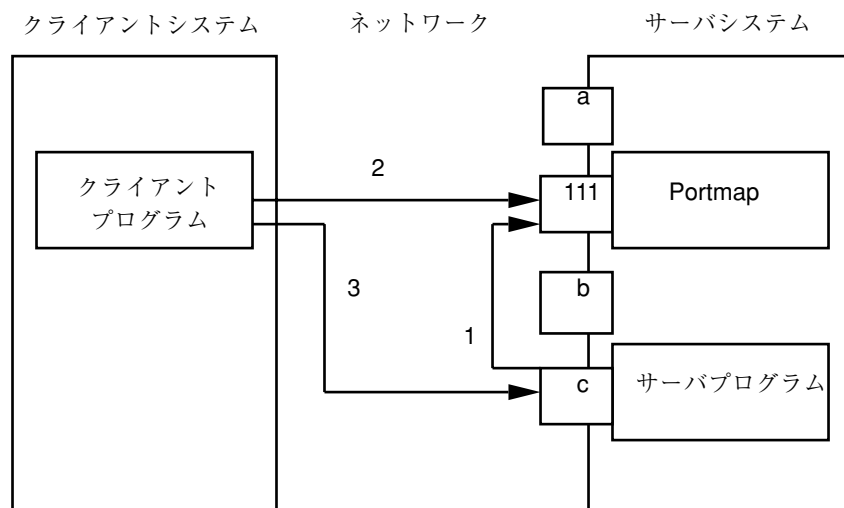 クライアントシステム
ネットワーク
サーバシステム
a
クライアント
プログラム
2
111
Portmap
3
b
1
c
サーバプログラム